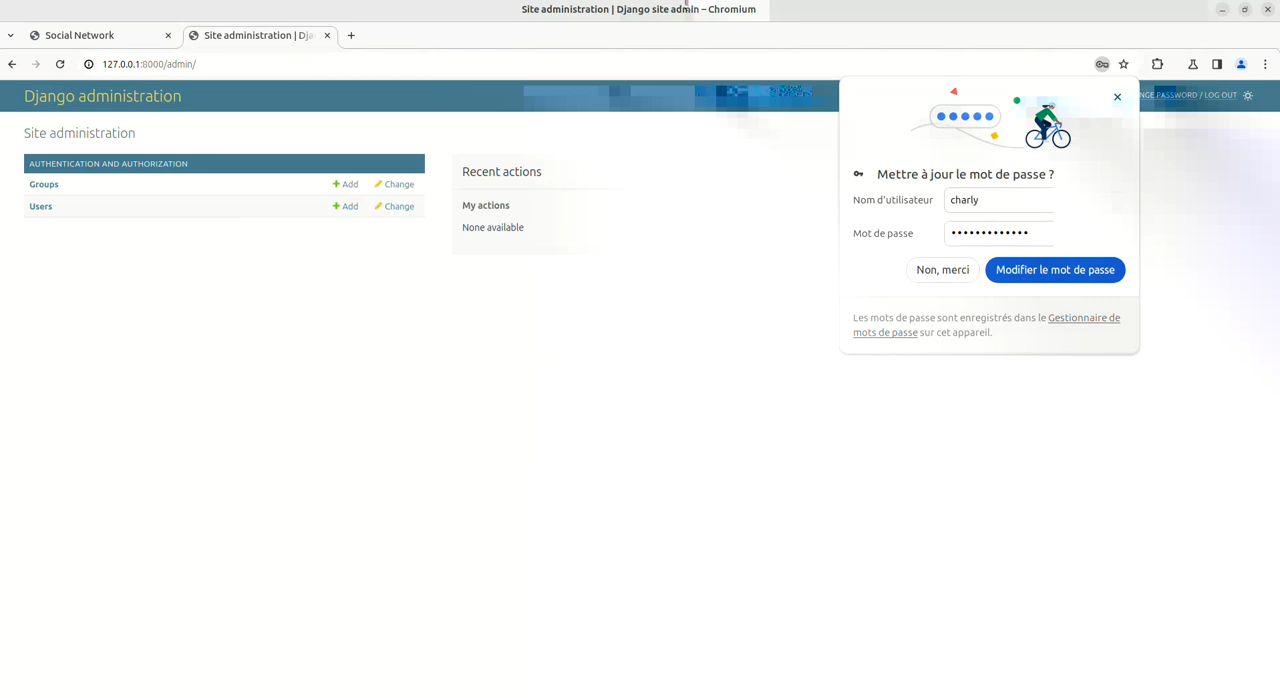 Site administration | Django site admin – Chromium
Social Network
Site administration | Dja
127.0.0.1:8000/admin/
Django administration
PASSWORD / LOG OUT
Site administration
AUTHENTICATION AND AUTHORIZATION
Groups Add Change
Users Add Change
Recent actions
My actions
None available
Mettre à jour le mot de passe ?
Nom d'utilisateur charly
Mot de passe •••••••••••••
Non, merci Modifier le mot de passe
Les mots de passe sont enregistrés dans le Gestionnaire de
mots de passe sur cet appareil.